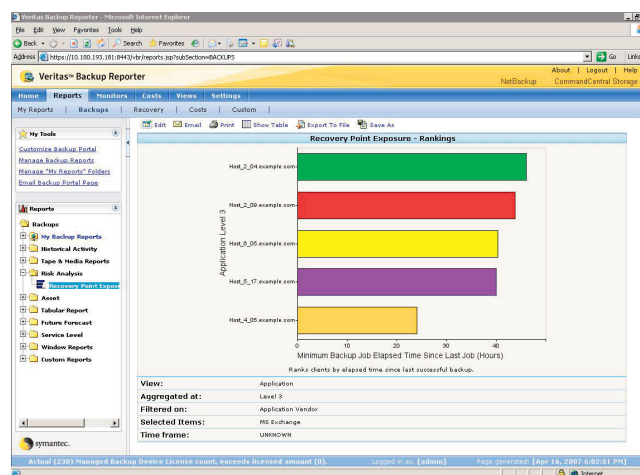 Veritas Backup Reporter - Microsoft Internet Explorer
File Edit View Favorites Tools Help
Back Search Favorites
Address https://10.180.193.181:8443/vbr/reports.jsp?subSection=BACKUPS Go Links
Veritas™ Backup Reporter
About | Logout | Help
NetBackup CommandCentral Storage
Home Reports Monitors Costs Views Settings
My Reports | Backups | Recovery | Costs | Custom |
My Tools
Customize Backup Portal
Manage Backup Reports
Manage "My Reports" Folders
Email Backup Portal Page
Reports
Backups
My Backup Reports
Historical Activity
Tape & Media Reports
Risk Analysis
Recovery Point Expos
Asset
Tabular Report
Future Forecast
Service Level
Window Reports
Custom Reports
symantec.
Edit Email Print Show Table Export To File Save As
Recovery Point Exposure - Rankings
Application Level 3
Host_2_04.example.com
Host_2_09.example.com
Host_6_05.example.com
Host_5_17.example.com
Host_4_05.example.com
0 10 20 30 40
Minimum Backup Job Elapsed Time Since Last Job (Hours)
Ranks clients by elapsed time since last successful backup.
View: Application
Aggregated at: Level 3
Filtered on: Application Vendor
Selected Items: MS Exchange
Time frame: UNKNOWN
Actual (230) Managed Backup Device License count, exceeds licensed amount (0). Logged in as: [admin] Page generated: [Apr 16, 2007 6:02:51 PM]
Internet